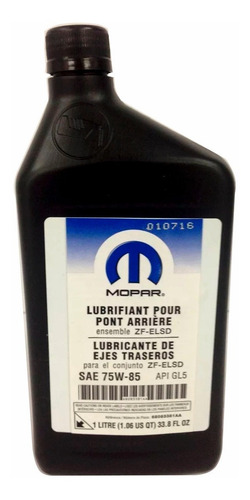 010716
MOPAR
LUBRIFIANT POUR
PONT ARRIÈRE
ensemble ZF-ELSD
LUBRICANTE DE
EJES TRASEROS
para el conjunto ZF-ELSD
SAE 75W-85 API GL5
1 LITRE (1.06 US QT) 33.8 FL OZ